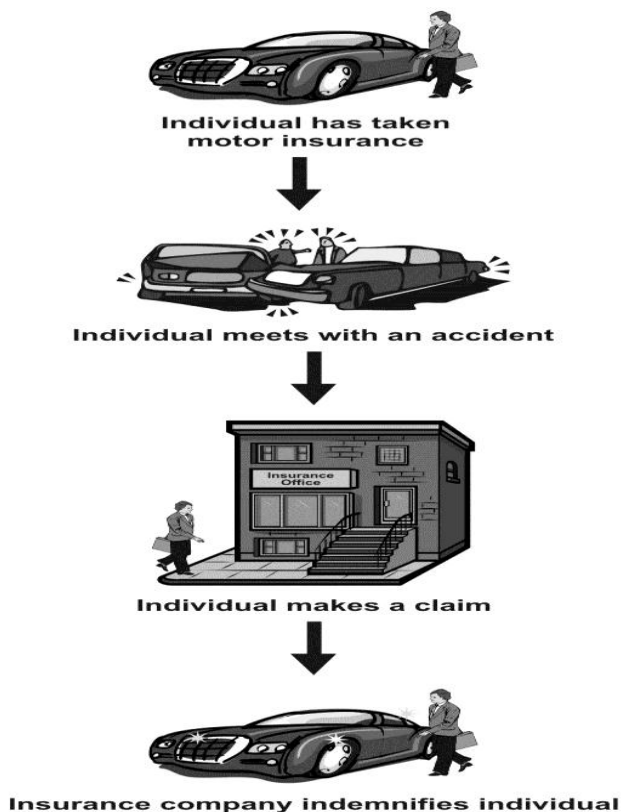 Individual has taken
motor insurance
Individual meets with an accident
Insurance
Office
Individual makes a claim
Insurance company indemnifies individual